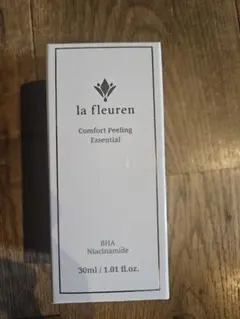 la fleuren
Comfort Peeling
Essential
BHA
Niacinamide
30ml / 1.01 fl.oz.